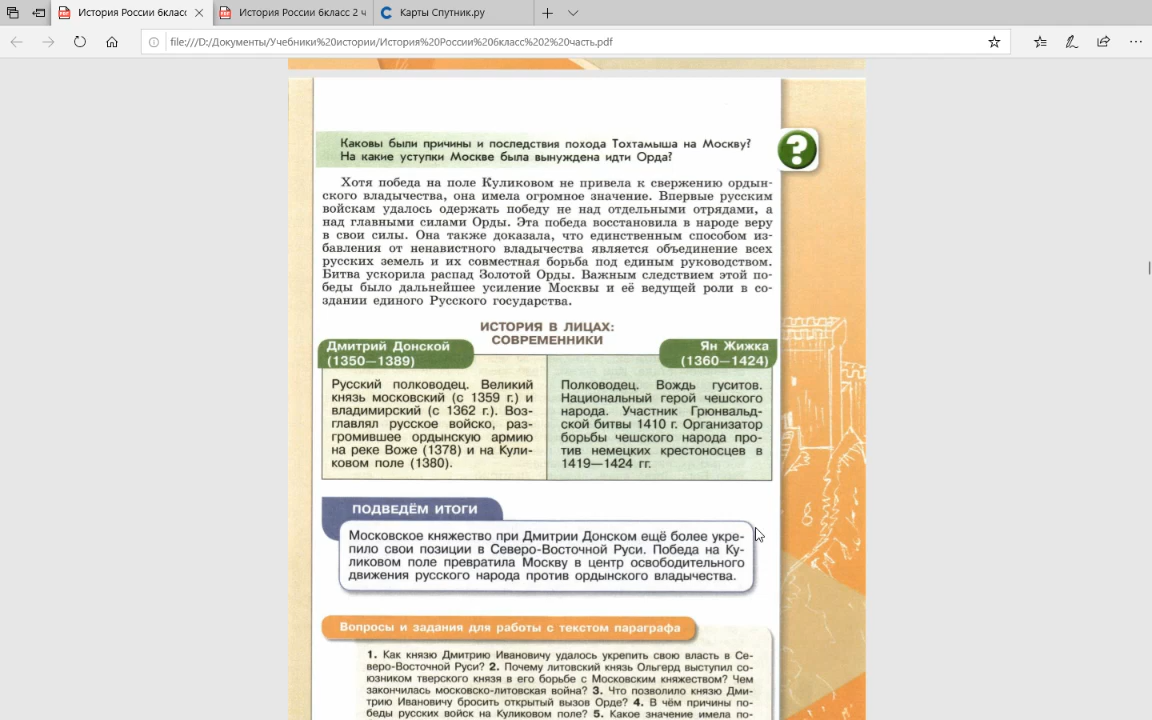 История России 6класс
История России 6класс 2 ч
Карты Спутник.ру
file:///D:/Документы/Учебники%20истории/История%20России%206класс%202%20часть.pdf
Каковы были причины и последствия похода Тохтамыша на Москву?
На какие уступки Москве была вынуждена идти Орда?
?
Хотя победа на поле Куликовом не привела к свержению ордын-
ского владычества, она имела огромное значение. Впервые русским
войскам удалось одержать победу не над отдельными отрядами, а
над главными силами Орды. Эта победа восстановила в народе веру
в свои силы. Она также доказала, что единственным способом из-
бавления от ненавистного владычества является объединение всех
русских земель и их совместная борьба под единым руководством.
Битва ускорила распад Золотой Орды. Важным следствием этой по-
беды было дальнейшее усиление Москвы и её ведущей роли в со-
здании единого Русского государства.
ИСТОРИЯ В ЛИЦАХ:
СОВРЕМЕННИКИ
Дмитрий Донской
(1350—1389)
Русский полководец. Великий
князь московский (с 1359 г.) и
владимирский (с 1362 г.). Воз-
главлял русское войско, раз-
громившее ордынскую армию
на реке Воже (1378) и на Кули-
ковом поле (1380).
Ян Жижка
(1360—1424)
Полководец. Вождь гуситов.
Национальный герой чешского
народа. Участник Грюнвальд-
ской битвы 1410 г. Организатор
борьбы чешского народа про-
тив немецких крестоносцев в
1419—1424 гг.
ПОДВЕДЁМ ИТОГИ
Московское княжество при Дмитрии Донском ещё более укре-
пило свои позиции в Северо-Восточной Руси. Победа на Ку-
ликовом поле превратила Москву в центр освободительного
движения русского народа против ордынского владычества.
Вопросы и задания для работы с текстом параграфа
1. Как князю Дмитрию Ивановичу удалось укрепить свою власть в Се-
веро-Восточной Руси? 2. Почему литовский князь Ольгерд выступил со-
юзником тверского князя в его борьбе с Московским княжеством? Чем
закончилась московско-литовская война? 3. Что позволило князю Дми-
трию Ивановичу бросить открытый вызов Орде? 4. В чём причины по-
беды русских войск на Куликовом поле? 5. Какое значение имела по-